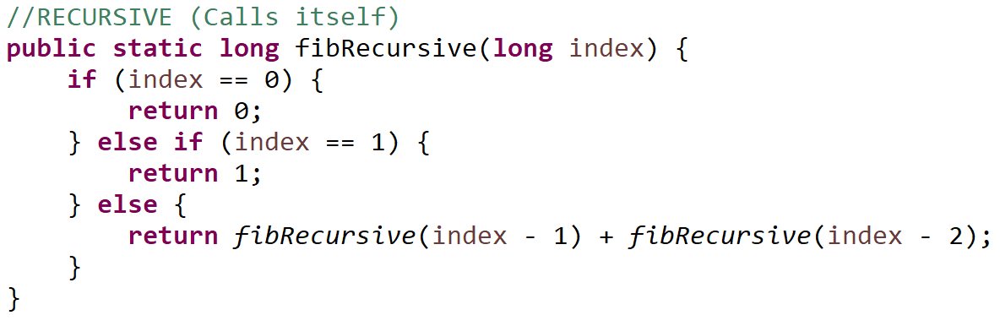 //RECURSIVE (Calls itself)
public static long fibRecursive(long index) {
    if (index == 0) {
        return 0;
    } else if (index == 1) {
        return 1;
    } else {
        return fibRecursive(index - 1) + fibRecursive(index - 2);
    }
}